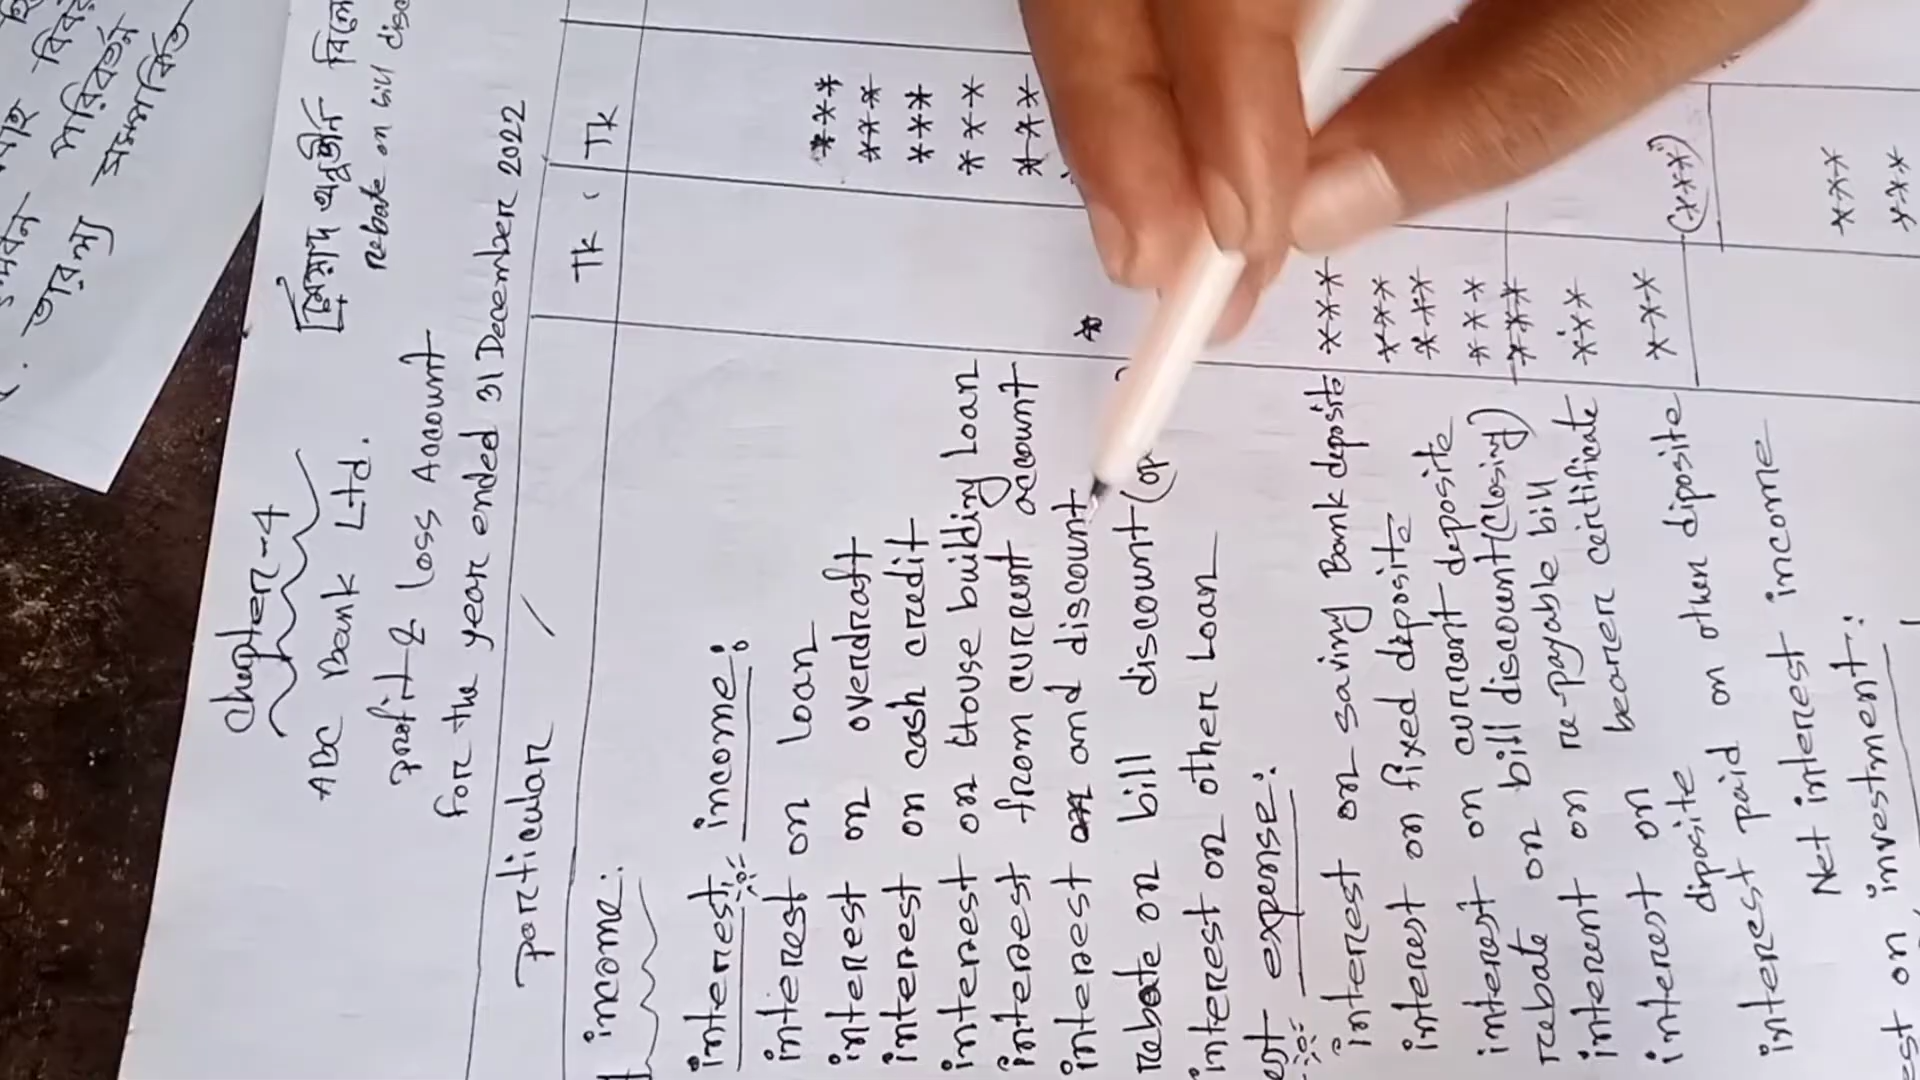 chapter-4
ABC Bank Ltd.
profit & loss Account
rebate on bill disc
For the year ended 31 December 2022
particular Tk Tk
income:
interest income:
interest on loan ***
interest on overdraft ***
interest on cash credit ***
interest on House building Loan ***
interest from current account ***
interest and discount
rebate on bill discount (op
interest on other Loan
est expense:
interest on saving Bank deposite ***
interest on fixed deposite ***
interest on current deposite ***
rebate on bill discount (closing) ***
interent on re-payable bill ***
interest on bearer certificate ***
diposite
interest paid on other diposite ***
(***)
Net interest income
est on investment:
***
***